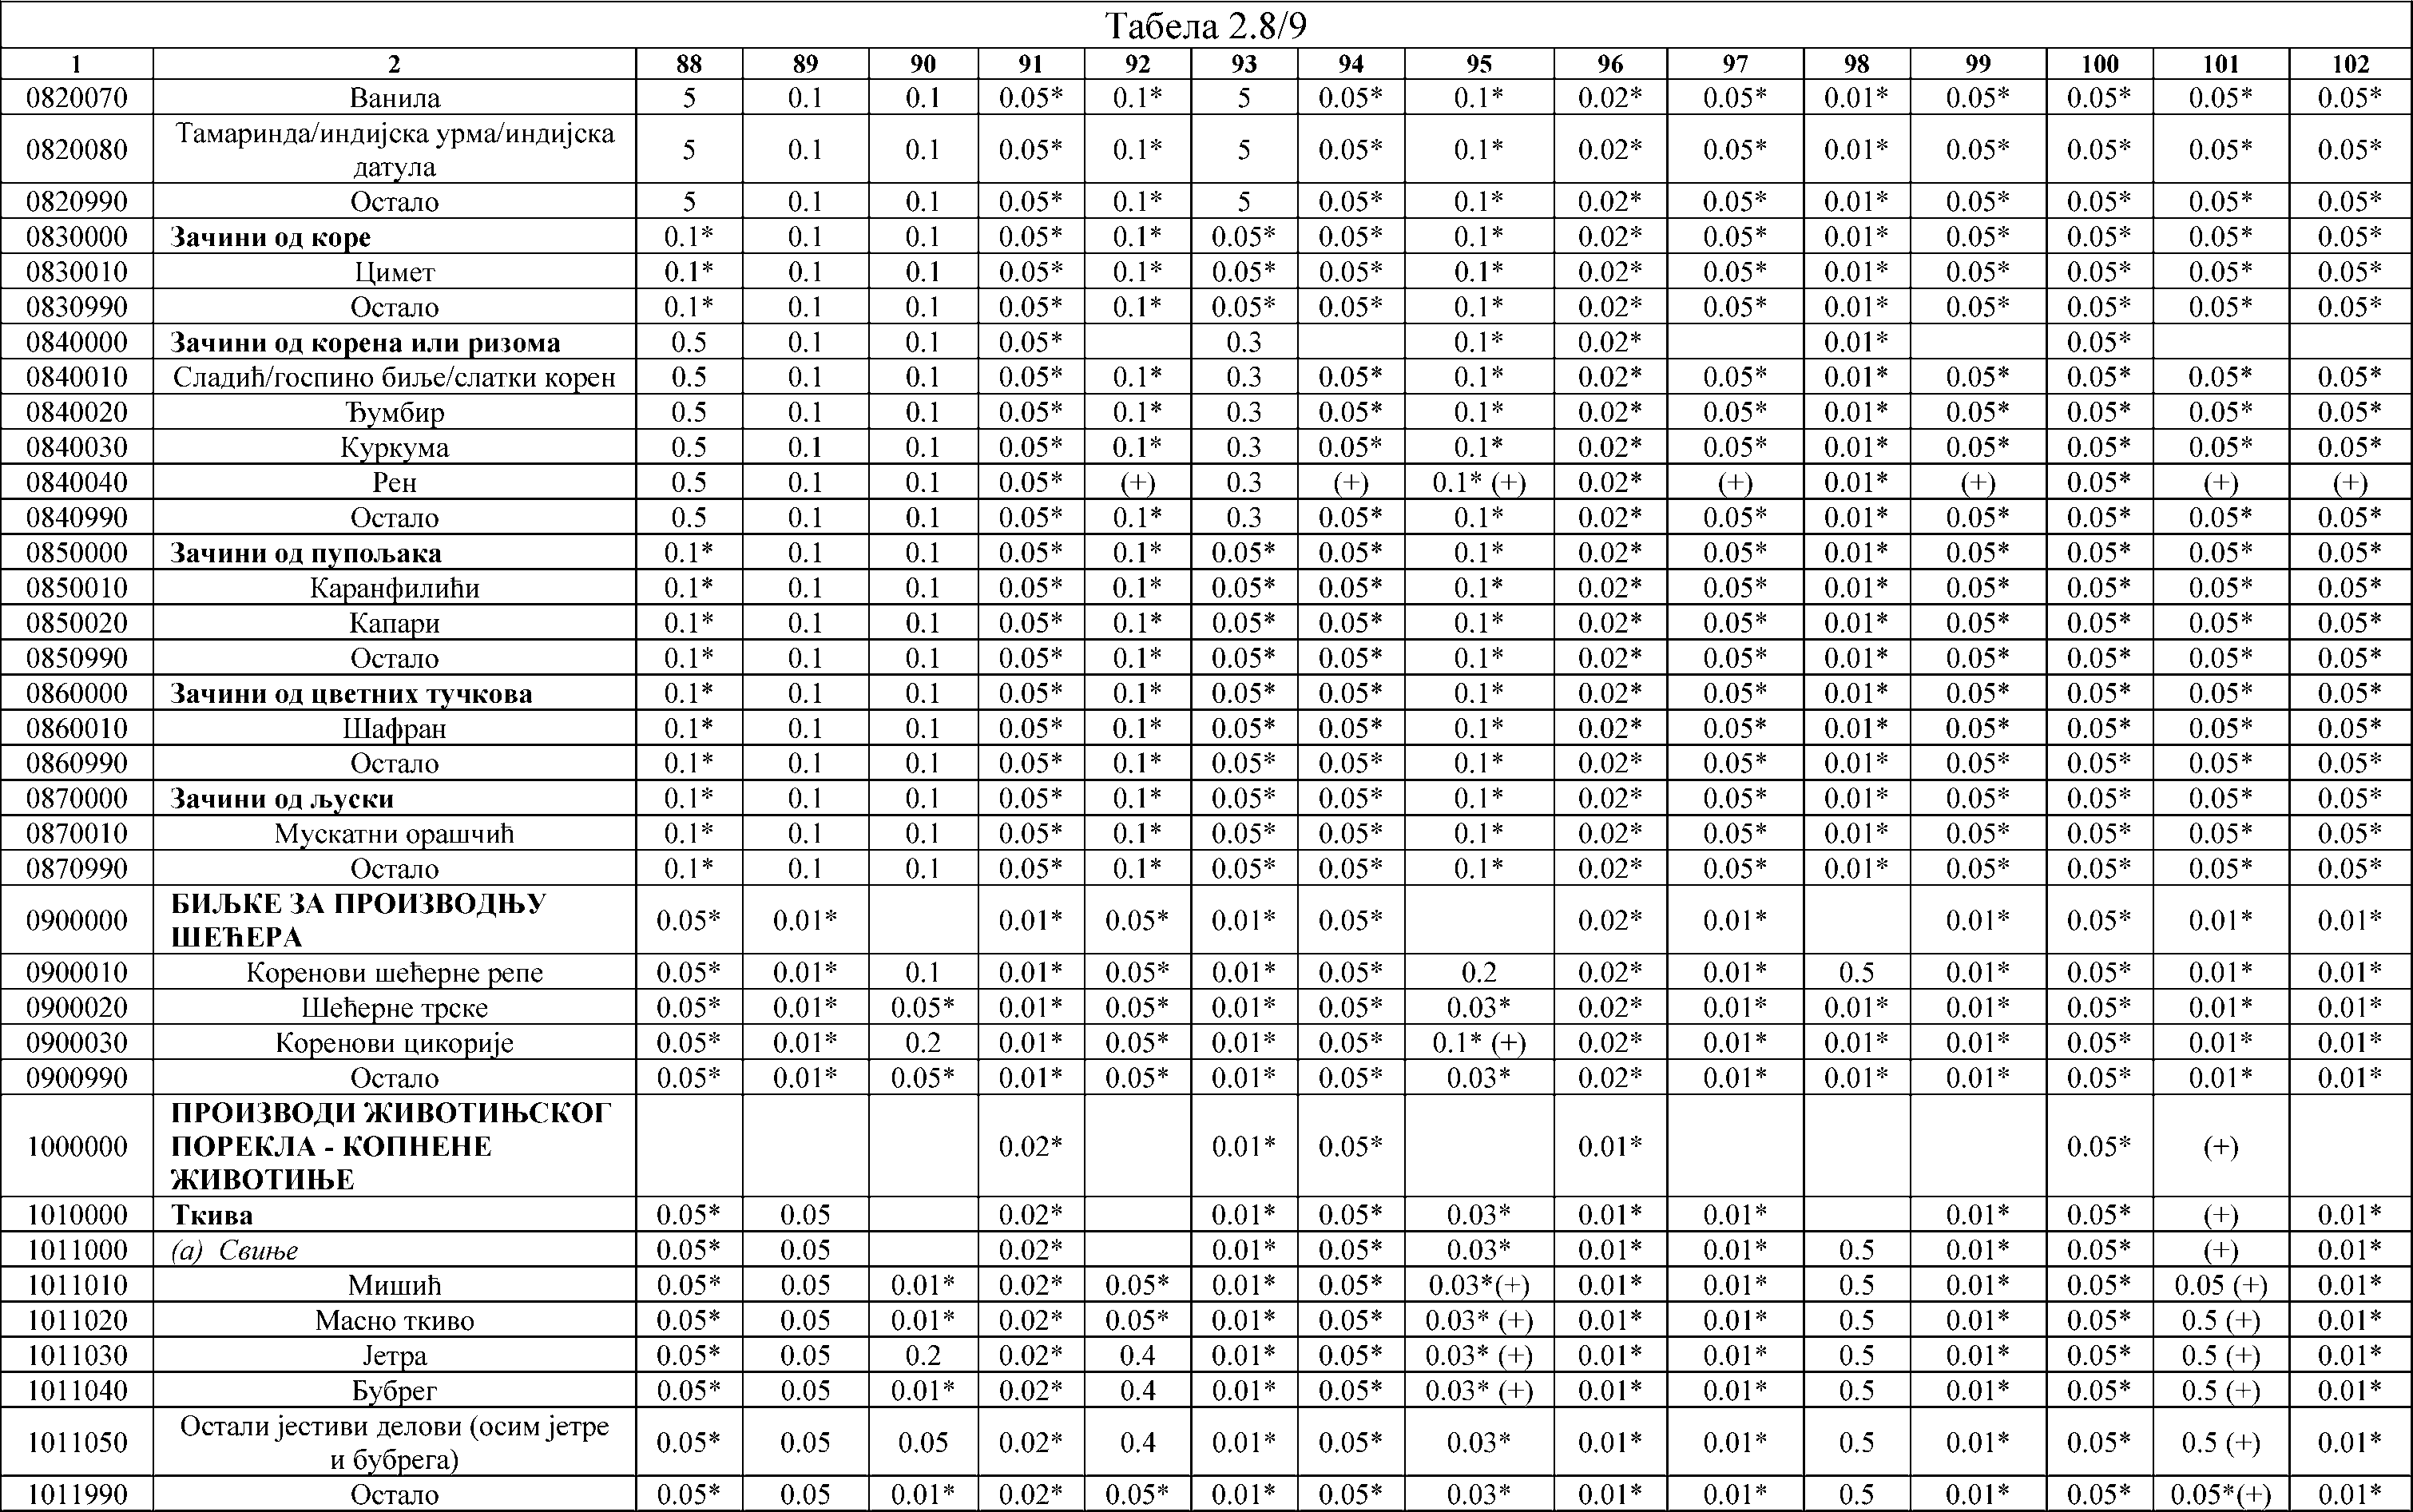 Табела 2.8/9
1 2 88 89 90 91 92 93 94 95 96 97 98 99 100 101 102
0820070 Ванила 5 0.1 0.1 0.05* 0.1* 5 0.05* 0.1* 0.02* 0.05* 0.01* 0.05* 0.05* 0.05* 0.05*
Тамаринда/индијска урма/индијска
0820080 датула 5 0.1 0.1 0.05* 0.1* 5 0.05* 0.1* 0.02* 0.05* 0.01* 0.05* 0.05* 0.05* 0.05*
0820990 Остало 5 0.1 0.1 0.05* 0.1* 5 0.05* 0.1* 0.02* 0.05* 0.01* 0.05* 0.05* 0.05* 0.05*
0830000 Зачини од коре 0.1* 0.1 0.1 0.05* 0.1* 0.05* 0.05* 0.1* 0.02* 0.05* 0.01* 0.05* 0.05* 0.05* 0.05*
0830010 Цимет 0.1* 0.1 0.1 0.05* 0.1* 0.05* 0.05* 0.1* 0.02* 0.05* 0.01* 0.05* 0.05* 0.05* 0.05*
0830990 Остало 0.1* 0.1 0.1 0.05* 0.1* 0.05* 0.05* 0.1* 0.02* 0.05* 0.01* 0.05* 0.05* 0.05* 0.05*
0840000 Зачини од корена или ризома 0.5 0.1 0.1 0.05* 0.3 0.1* 0.02* 0.01* 0.05*
0840010 Сладић/госпино биље/слатки корен 0.5 0.1 0.1 0.05* 0.1* 0.3 0.05* 0.1* 0.02* 0.05* 0.01* 0.05* 0.05* 0.05* 0.05*
0840020 Ђумбир 0.5 0.1 0.1 0.05* 0.1* 0.3 0.05* 0.1* 0.02* 0.05* 0.01* 0.05* 0.05* 0.05* 0.05*
0840030 Куркума 0.5 0.1 0.1 0.05* 0.1* 0.3 0.05* 0.1* 0.02* 0.05* 0.01* 0.05* 0.05* 0.05* 0.05*
0840040 Рен 0.5 0.1 0.1 0.05* (+) 0.3 (+) 0.1* (+) 0.02* (+) 0.01* (+) 0.05* (+) (+)
0840990 Остало 0.5 0.1 0.1 0.05* 0.1* 0.3 0.05* 0.1* 0.02* 0.05* 0.01* 0.05* 0.05* 0.05* 0.05*
0850000 Зачини од пупољака 0.1* 0.1 0.1 0.05* 0.1* 0.05* 0.05* 0.1* 0.02* 0.05* 0.01* 0.05* 0.05* 0.05* 0.05*
0850010 Каранфилићи 0.1* 0.1 0.1 0.05* 0.1* 0.05* 0.05* 0.1* 0.02* 0.05* 0.01* 0.05* 0.05* 0.05* 0.05*
0850020 Капари 0.1* 0.1 0.1 0.05* 0.1* 0.05* 0.05* 0.1* 0.02* 0.05* 0.01* 0.05* 0.05* 0.05* 0.05*
0850990 Остало 0.1* 0.1 0.1 0.05* 0.1* 0.05* 0.05* 0.1* 0.02* 0.05* 0.01* 0.05* 0.05* 0.05* 0.05*
0860000 Зачини од цветних тучкова 0.1* 0.1 0.1 0.05* 0.1* 0.05* 0.05* 0.1* 0.02* 0.05* 0.01* 0.05* 0.05* 0.05* 0.05*
0860010 Шафран 0.1* 0.1 0.1 0.05* 0.1* 0.05* 0.05* 0.1* 0.02* 0.05* 0.01* 0.05* 0.05* 0.05* 0.05*
0860990 Остало 0.1* 0.1 0.1 0.05* 0.1* 0.05* 0.05* 0.1* 0.02* 0.05* 0.01* 0.05* 0.05* 0.05* 0.05*
0870000 Зачини од љуски 0.1* 0.1 0.1 0.05* 0.1* 0.05* 0.05* 0.1* 0.02* 0.05* 0.01* 0.05* 0.05* 0.05* 0.05*
0870010 Мускатни орашчић 0.1* 0.1 0.1 0.05* 0.1* 0.05* 0.05* 0.1* 0.02* 0.05* 0.01* 0.05* 0.05* 0.05* 0.05*
0870990 Остало 0.1* 0.1 0.1 0.05* 0.1* 0.05* 0.05* 0.1* 0.02* 0.05* 0.01* 0.05* 0.05* 0.05* 0.05*
БИЉКЕ ЗА ПРОИЗВОДЊУ
0900000 ШЕЋЕРА 0.05* 0.01* 0.01* 0.05* 0.01* 0.05* 0.02* 0.01* 0.01* 0.05* 0.01* 0.01*
0900010 Коренови шећерне репе 0.05* 0.01* 0.1 0.01* 0.05* 0.01* 0.05* 0.2 0.02* 0.01* 0.5 0.01* 0.05* 0.01* 0.01*
0900020 Шећерне трске 0.05* 0.01* 0.05* 0.01* 0.05* 0.01* 0.05* 0.03* 0.02* 0.01* 0.01* 0.01* 0.05* 0.01* 0.01*
0900030 Коренови цикорије 0.05* 0.01* 0.2 0.01* 0.05* 0.01* 0.05* 0.1* (+) 0.02* 0.01* 0.01* 0.01* 0.05* 0.01* 0.01*
0900990 Остало 0.05* 0.01* 0.05* 0.01* 0.05* 0.01* 0.05* 0.03* 0.02* 0.01* 0.01* 0.01* 0.05* 0.01* 0.01*
ПРОИЗВОДИ ЖИВОТИЊСКОГ
1000000 ПОРЕКЛА - КОПНЕНЕ 0.02* 0.01* 0.05* 0.01* 0.05* (+)
ЖИВОТИЊЕ
1010000 Ткива 0.05* 0.05 0.02* 0.01* 0.05* 0.03* 0.01* 0.01* 0.01* 0.05* (+) 0.01*
1011000 (а) Свиње 0.05* 0.05 0.02* 0.01* 0.05* 0.03* 0.01* 0.01* 0.5 0.01* 0.05* (+) 0.01*
1011010 Мишић 0.05* 0.05 0.01* 0.02* 0.05* 0.01* 0.05* 0.03*(+) 0.01* 0.01* 0.5 0.01* 0.05* 0.05 (+) 0.01*
1011020 Масно ткиво 0.05* 0.05 0.01* 0.02* 0.05* 0.01* 0.05* 0.03* (+) 0.01* 0.01* 0.5 0.01* 0.05* 0.5 (+) 0.01*
1011030 Јетра 0.05* 0.05 0.2 0.02* 0.4 0.01* 0.05* 0.03* (+) 0.01* 0.01* 0.5 0.01* 0.05* 0.5 (+) 0.01*
1011040 Бубрег 0.05* 0.05 0.01* 0.02* 0.4 0.01* 0.05* 0.03* (+) 0.01* 0.01* 0.5 0.01* 0.05* 0.5 (+) 0.01*
Остали јестиви делови (осим јетре
1011050 и бубрега) 0.05* 0.05 0.05 0.02* 0.4 0.01* 0.05* 0.03* 0.01* 0.01* 0.5 0.01* 0.05* 0.5 (+) 0.01*
1011990 Остало 0.05* 0.05 0.01* 0.02* 0.05* 0.01* 0.05* 0.03* 0.01* 0.01* 0.5 0.01* 0.05* 0.05*(+) 0.01*